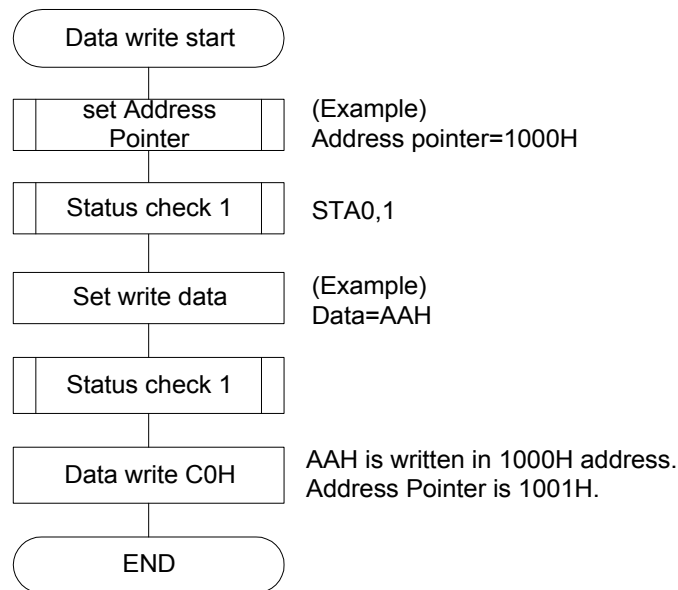 Data write start
set Address
Pointer
(Example)
Address pointer=1000H
Status check 1
STA0,1
Set write data
(Example)
Data=AAH
Status check 1
Data write C0H
AAH is written in 1000H address.
Address Pointer is 1001H.
END